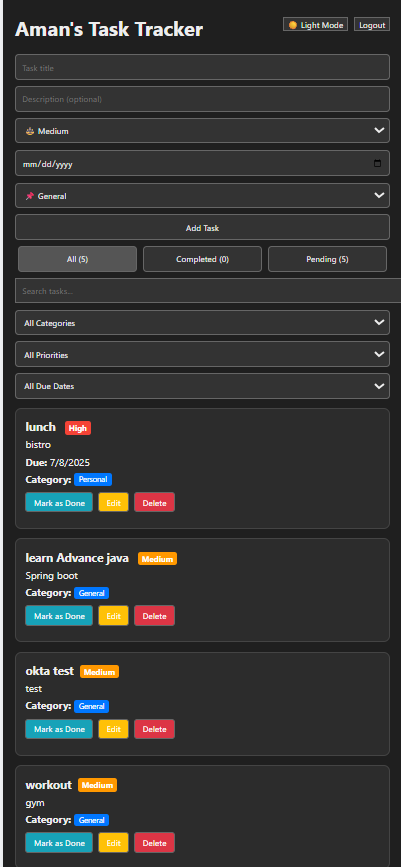 Aman's Task Tracker
Light Mode
Logout
Task title
Description (optional)
Medium
mm/dd/yyyy
General
Add Task
All (5)
Completed (0)
Pending (5)
Search tasks...
All Categories
All Priorities
All Due Dates
lunch High
bistro
Due: 7/8/2025
Category: Personal
Mark as Done Edit Delete
learn Advance java Medium
Spring boot
Category: General
Mark as Done Edit Delete
okta test Medium
test
Category: General
Mark as Done Edit Delete
workout Medium
gym
Category: General
Mark as Done Edit Delete